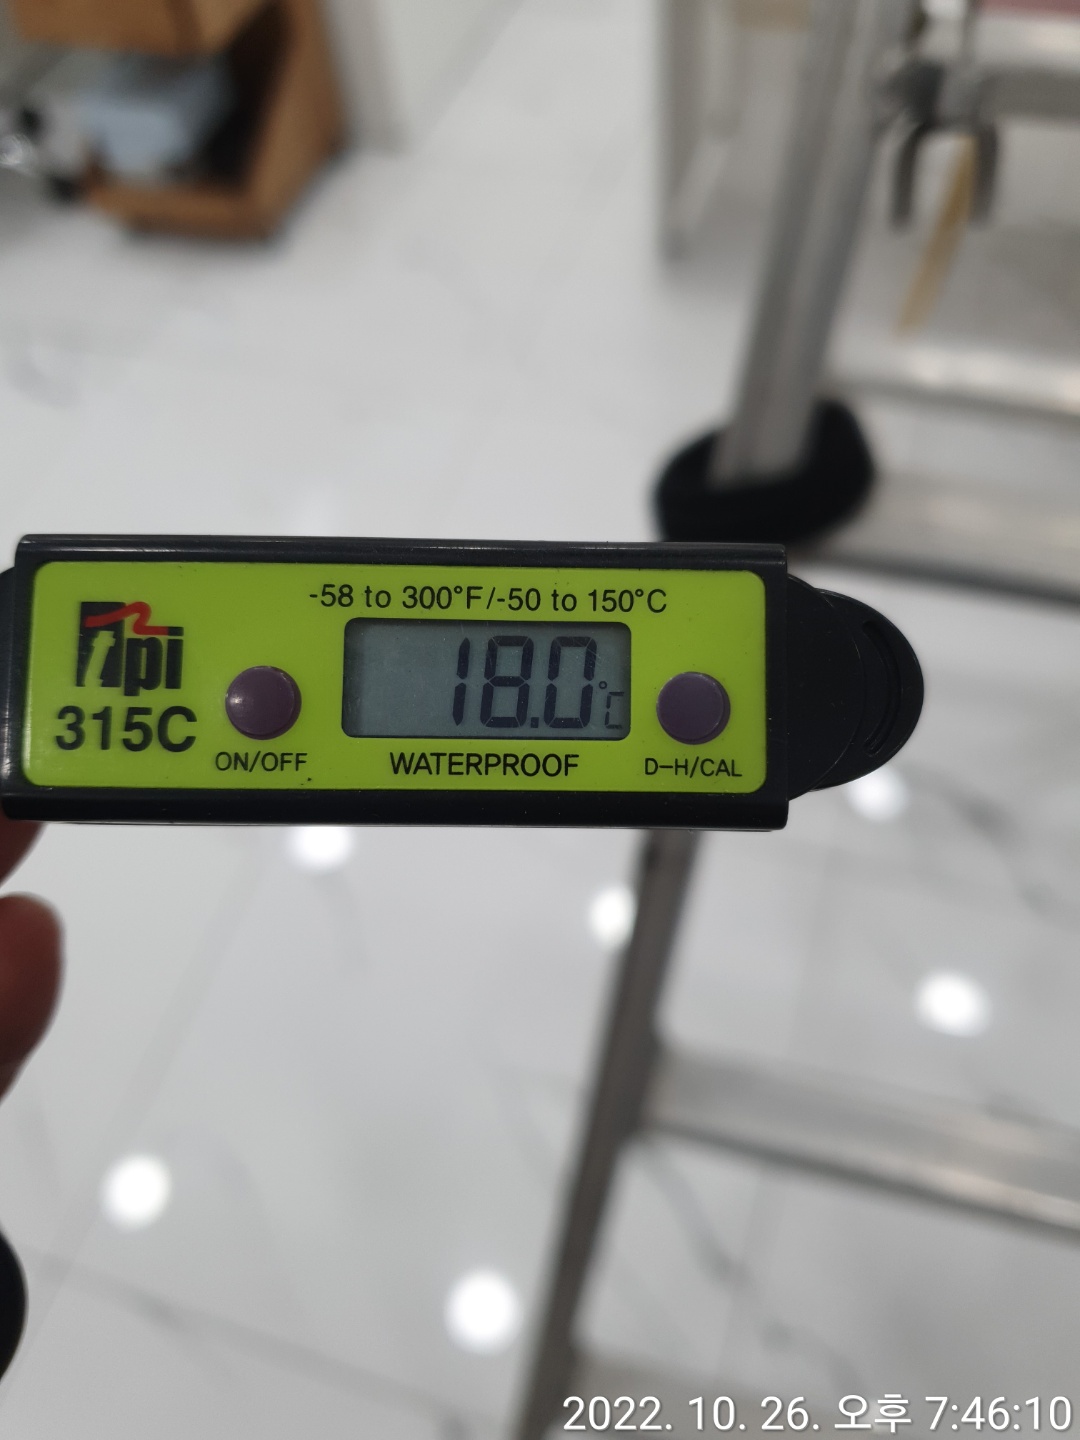 -58 to 300°F/-50 to 150°C
Tpi
315C
18.0°C
ON/OFF
WATERPROOF
D-H/CAL
2022. 10. 26. 오후 7:46:10